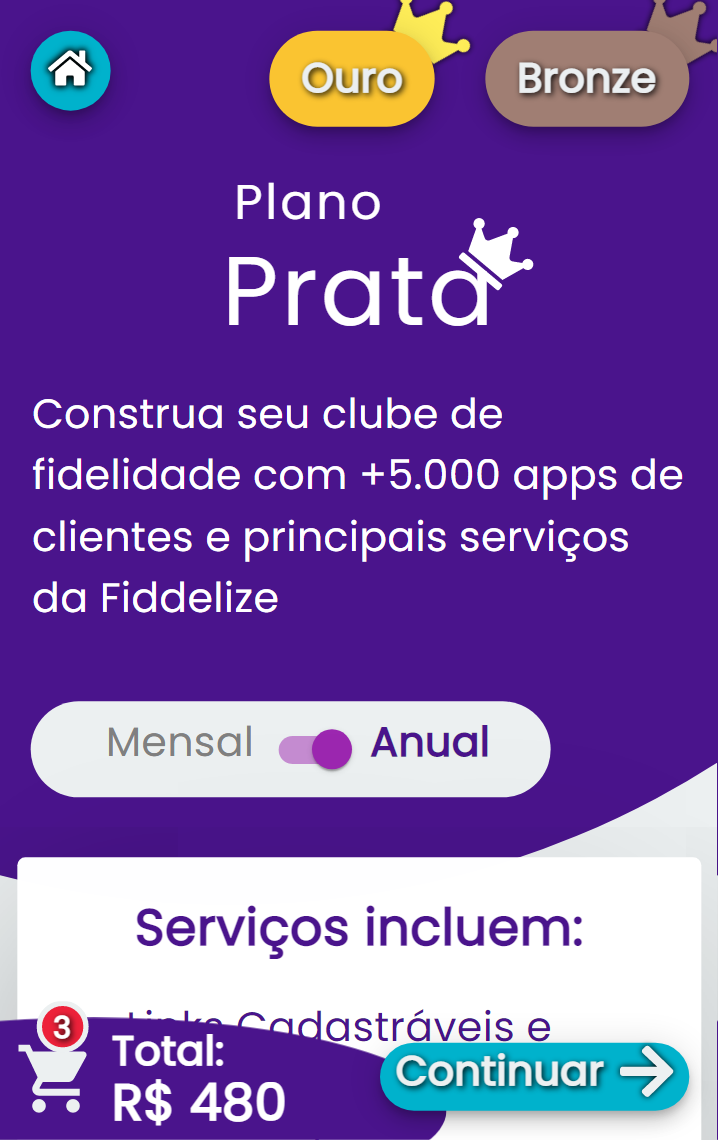 Ouro
Bronze
Plano
Prata
Construa seu clube de
fidelidade com +5.000 apps de
clientes e principais serviços
da Fiddelize
Mensal
Anual
Serviços incluem:
Links Cadastráveis e
3
Total:
R$ 480
Continuar